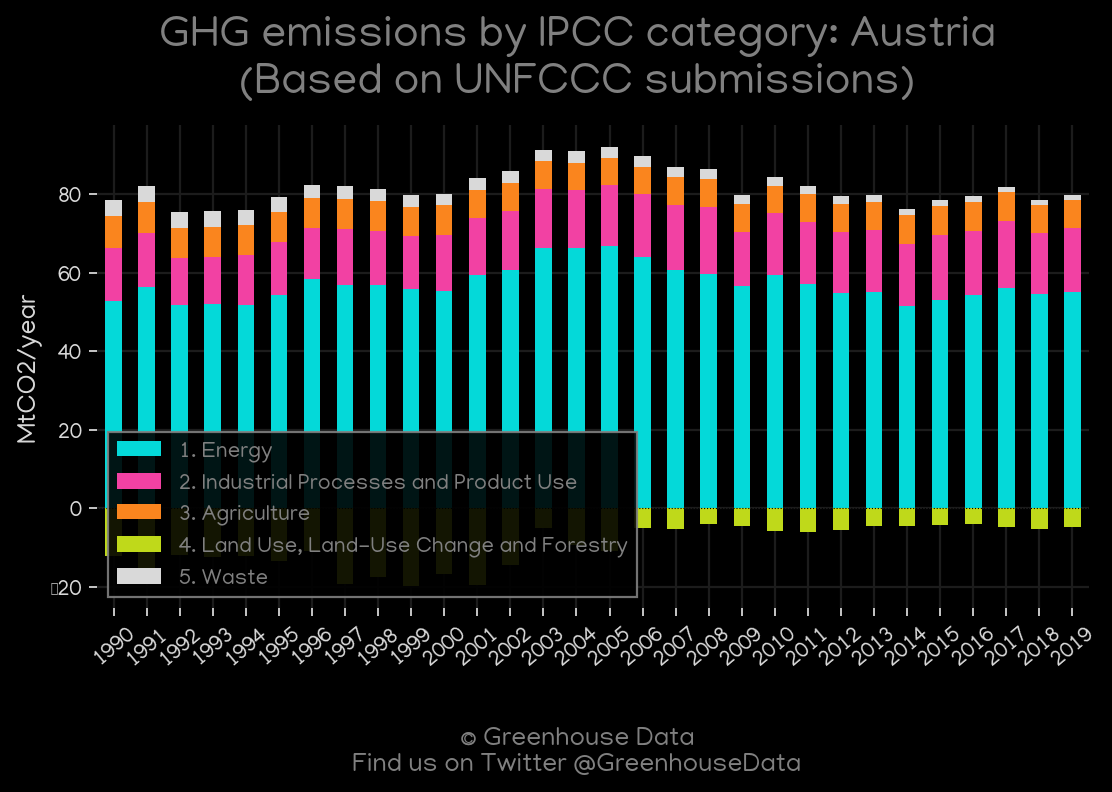 GHG emissions by IPCC category: Austria
(Based on UNFCCC submissions)
MtCO2/year
80
60
40
20
0
▯20
1. Energy
2. Industrial Processes and Product Use
3. Agriculture
4. Land Use, Land-Use Change and Forestry
5. Waste
1990 1991 1992 1993 1994 1995 1996 1997 1998 1999 2000 2001 2002 2003 2004 2005 2006 2007 2008 2009 2010 2011 2012 2013 2014 2015 2016 2017 2018 2019
© Greenhouse Data
Find us on Twitter @GreenhouseData